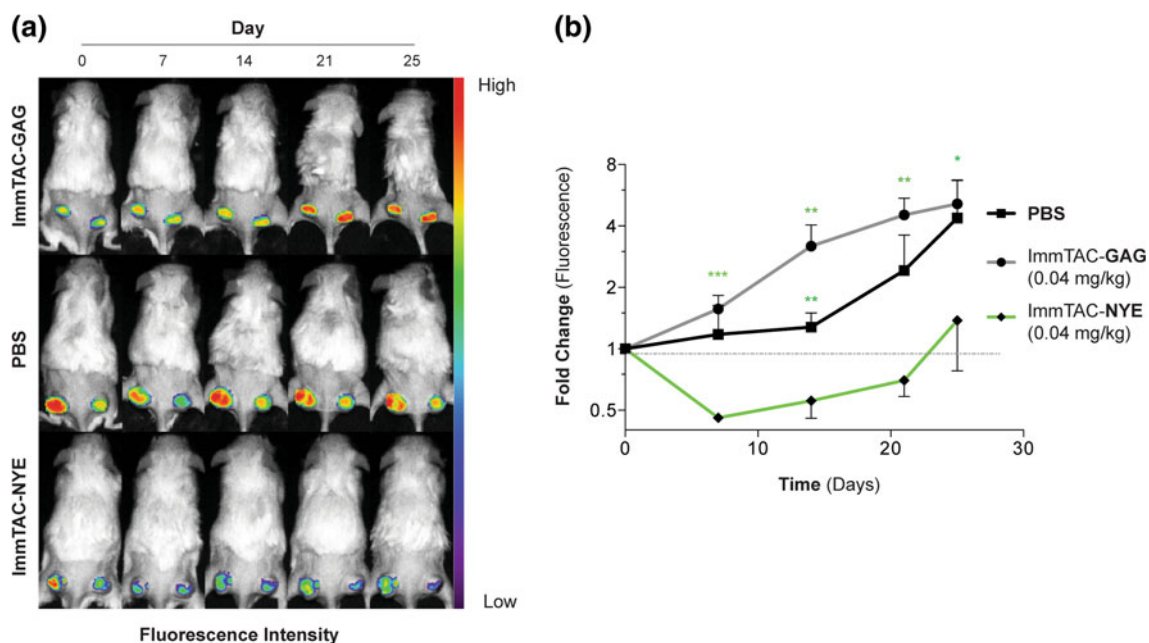 (a)
Day
0 7 14 21 25
ImmTAC-GAG
PBS
ImmTAC-NYE
High
Low
Fluorescence Intensity
(b)
Fold Change (Fluorescence)
8
4
2
1
0.5
***
**
**
**
*
0 10 20 30
Time (Days)
PBS
ImmTAC-GAG
(0.04 mg/kg)
ImmTAC-NYE
(0.04 mg/kg)